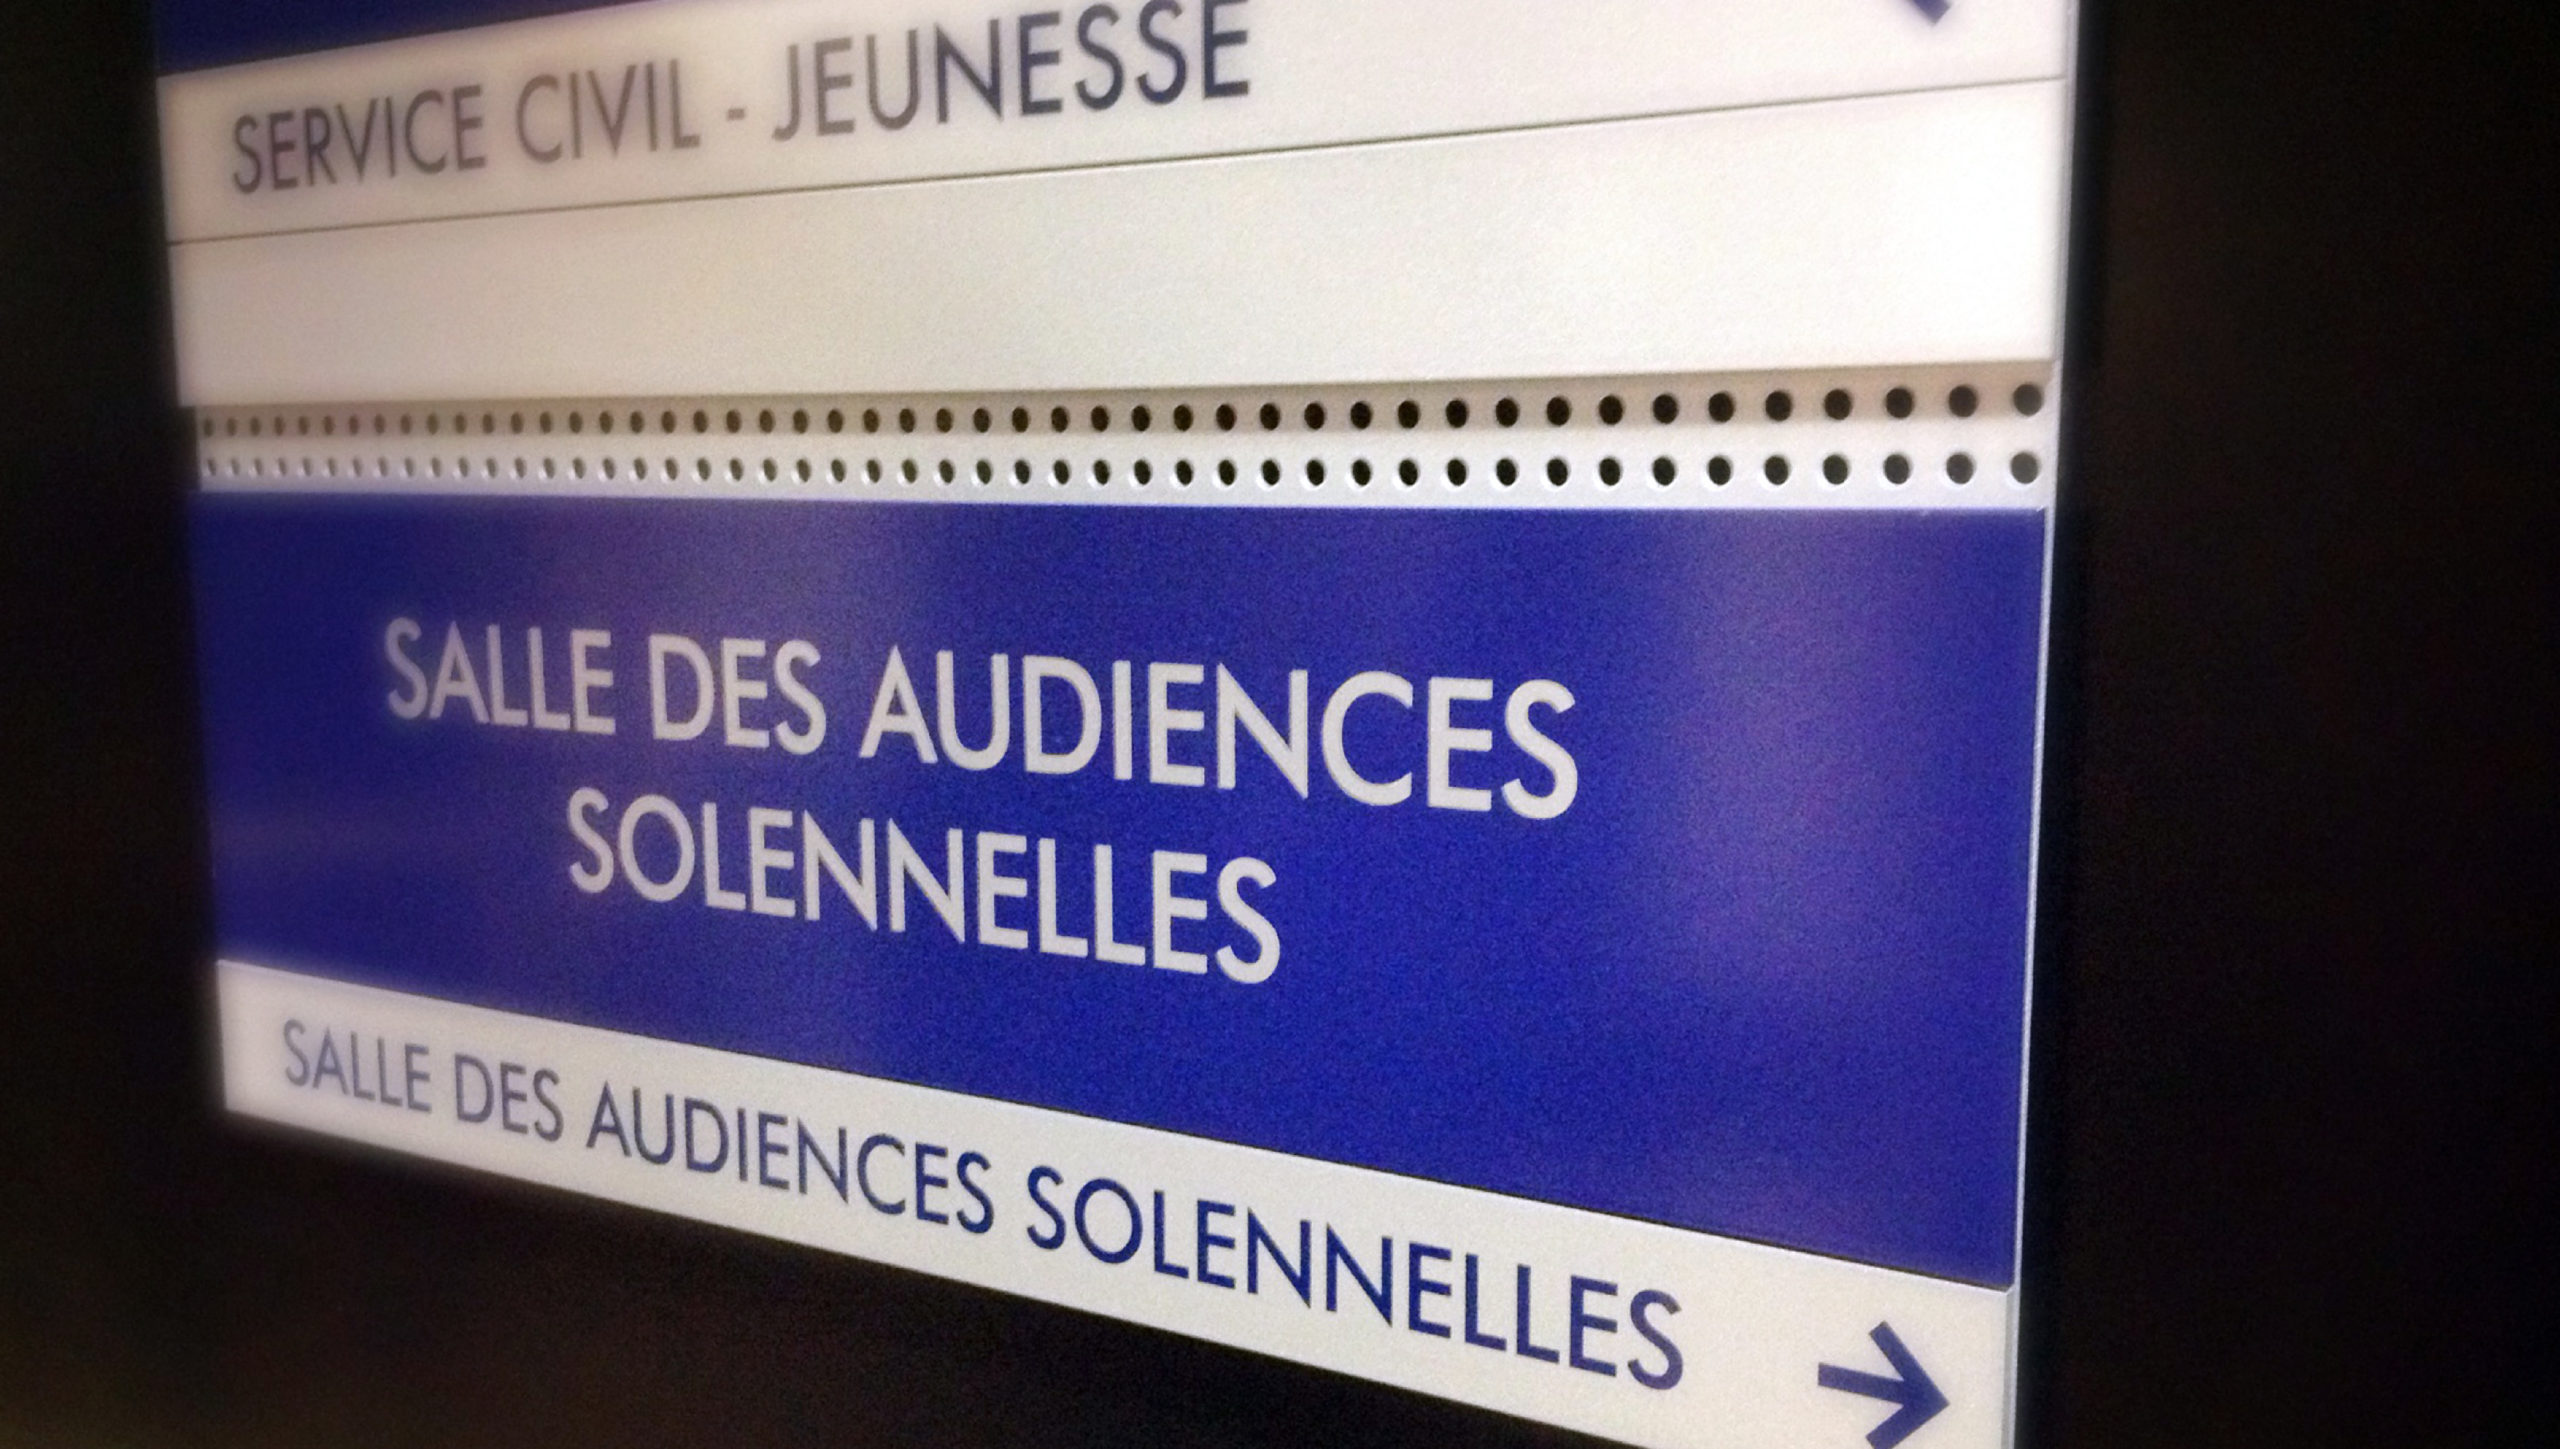 SERVICE CIVIL - JEUNESSE
SALLE DES AUDIENCES
SOLENNELLES
SALLE DES AUDIENCES SOLENNELLES